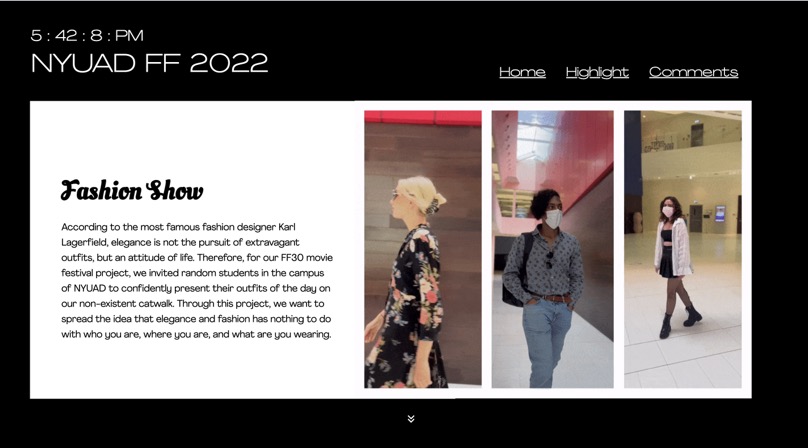 5 : 42 : 8 : PM
NYUAD FF 2022
Home Highlight Comments
Fashion Show
According to the most famous fashion designer Karl
Lagerfield, elegance is not the pursuit of extravagant
outfits, but an attitude of life. Therefore, for our FF30 movie
festival project, we invited random students in the campus
of NYUAD to confidently present their outfits of the day on
our non-existent catwalk. Through this project, we want to
spread the idea that elegance and fashion has nothing to do
with who you are, where you are, and what are you wearing.